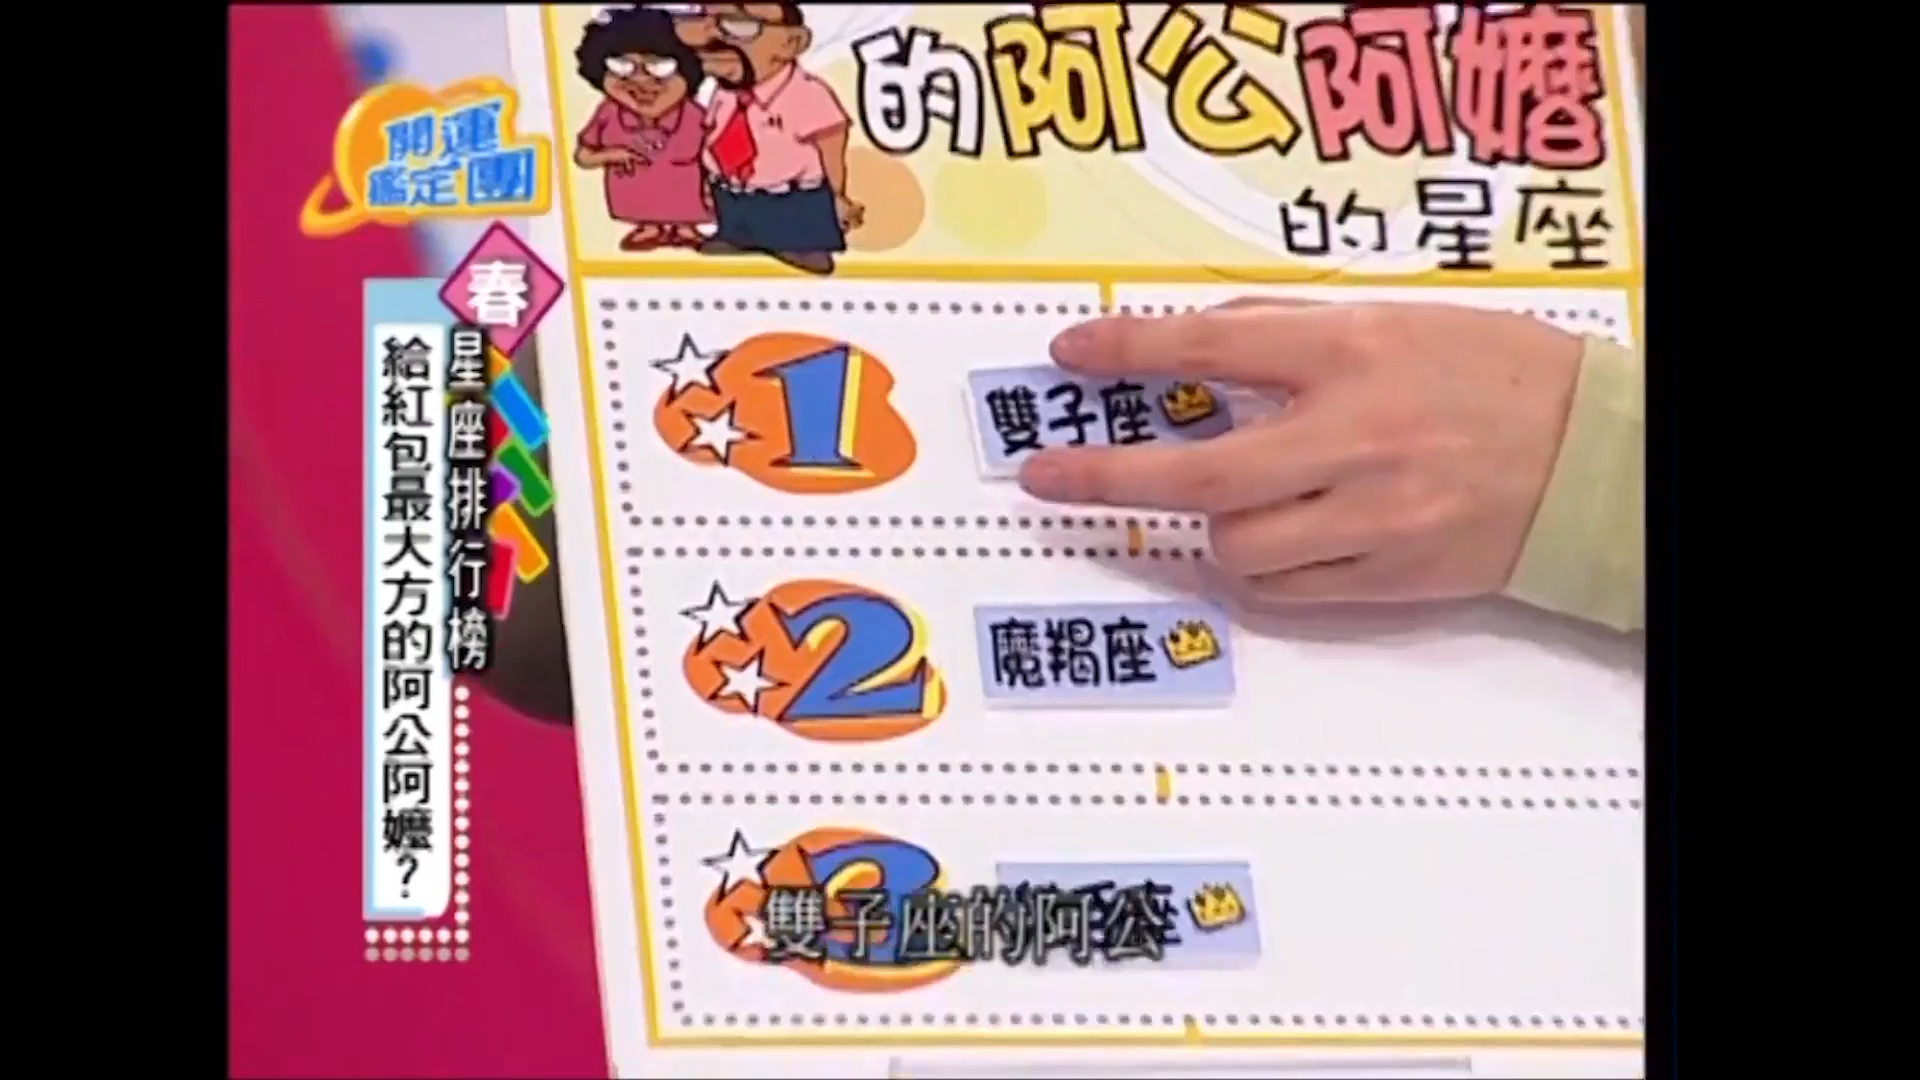 開運
鑑定團
春
星座排行榜
給紅包最大方的阿公阿嬤?
的阿公阿嬤
的星座
1
雙子座
2
魔羯座
3
雙子座的阿公